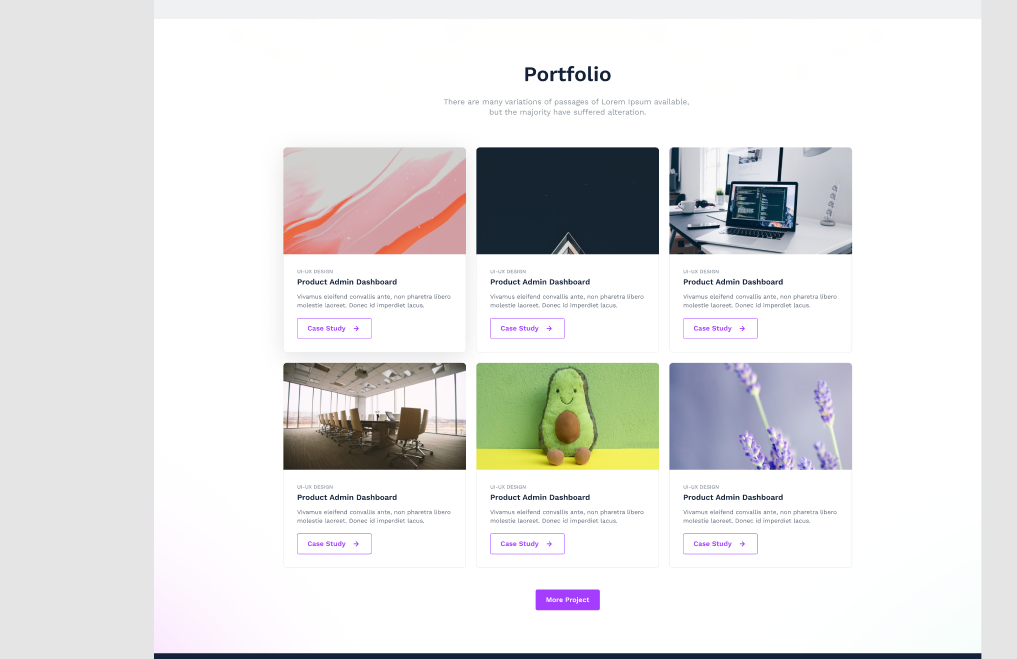 Portfolio
There are many variations of passages of Lorem Ipsum available,
but the majority have suffered alteration.
UI-UX DESIGN
Product Admin Dashboard
Vivamus eleifend convallis ante, non pharetra libero
molestie laoreet. Donec id imperdiet lacus.
Case Study →
UI-UX DESIGN
Product Admin Dashboard
Vivamus eleifend convallis ante, non pharetra libero
molestie laoreet. Donec id imperdiet lacus.
Case Study →
UI-UX DESIGN
Product Admin Dashboard
Vivamus eleifend convallis ante, non pharetra libero
molestie laoreet. Donec id imperdiet lacus.
Case Study →
UI-UX DESIGN
Product Admin Dashboard
Vivamus eleifend convallis ante, non pharetra libero
molestie laoreet. Donec id imperdiet lacus.
Case Study →
UI-UX DESIGN
Product Admin Dashboard
Vivamus eleifend convallis ante, non pharetra libero
molestie laoreet. Donec id imperdiet lacus.
Case Study →
UI-UX DESIGN
Product Admin Dashboard
Vivamus eleifend convallis ante, non pharetra libero
molestie laoreet. Donec id imperdiet lacus.
Case Study →
More Project